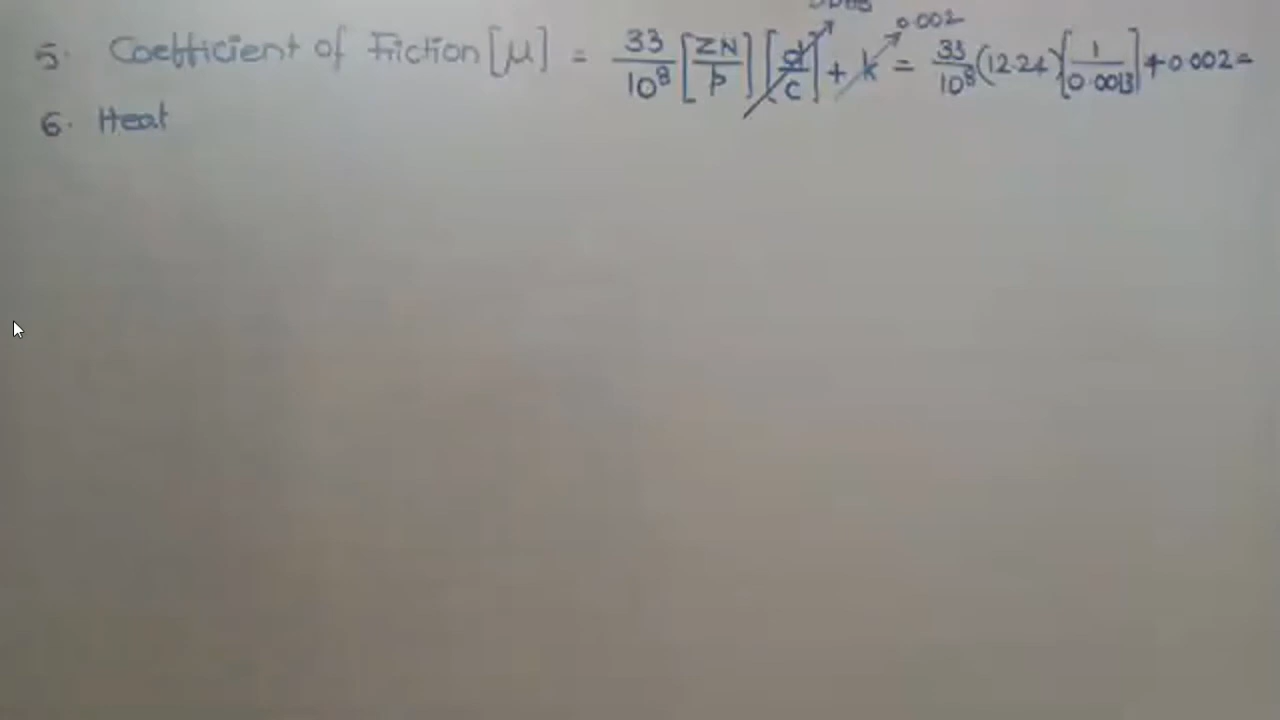 0.002
5. Coefficient of Friction [μ] = 33/10⁸ [ZN/p] [d/c] + k = 33/10⁸ (12.24) [1/0.0013] + 0.002 =
6. Heat